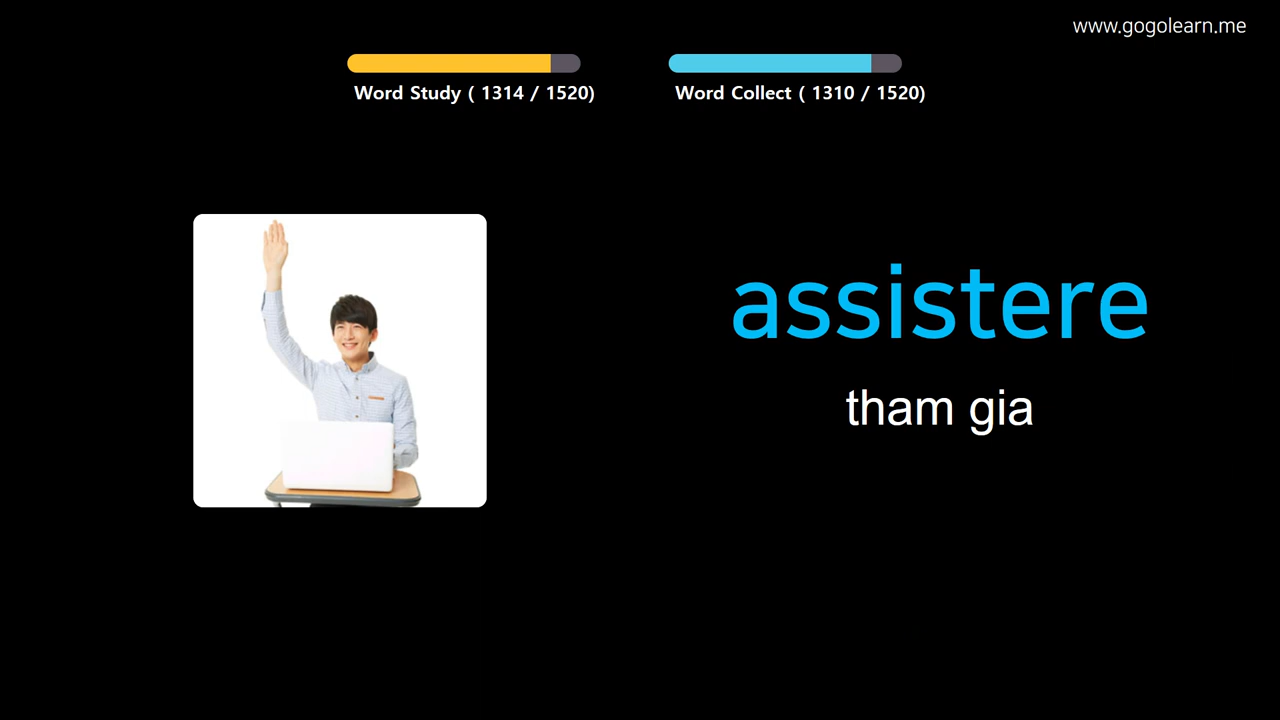 www.gogolearn.me
Word Study ( 1314 / 1520)
Word Collect ( 1310 / 1520)
assistere
tham gia